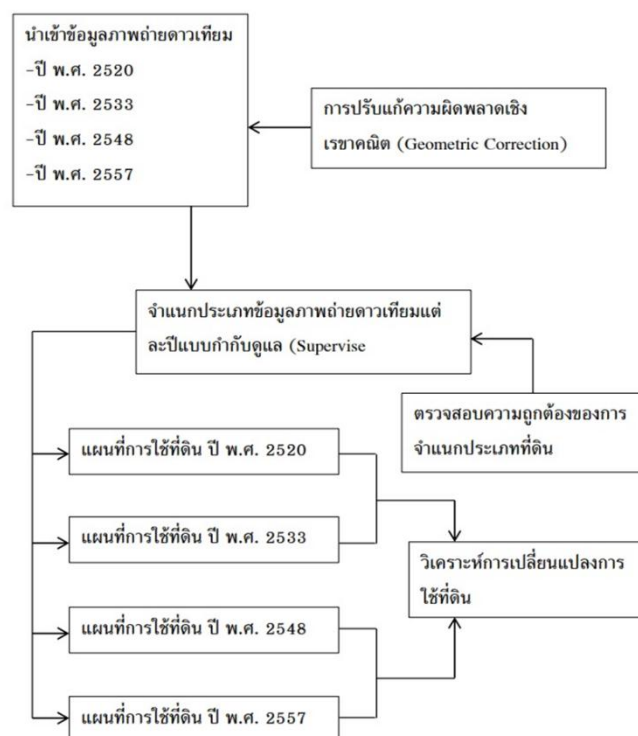 นำเข้าข้อมูลภาพถ่ายดาวเทียม
-ปี พ.ศ. 2520
-ปี พ.ศ. 2533
-ปี พ.ศ. 2548
-ปี พ.ศ. 2557
การปรับแก้ความผิดพลาดเชิง
เรขาคณิต (Geometric Correction)
จำแนกประเภทข้อมูลภาพถ่ายดาวเทียมแต่
ละปีแบบกำกับดูแล (Supervise
ตรวจสอบความถูกต้องของการ
จำแนกประเภทที่ดิน
แผนที่การใช้ที่ดิน ปี พ.ศ. 2520
แผนที่การใช้ที่ดิน ปี พ.ศ. 2533
วิเคราะห์การเปลี่ยนแปลงการ
ใช้ที่ดิน
แผนที่การใช้ที่ดิน ปี พ.ศ. 2548
แผนที่การใช้ที่ดิน ปี พ.ศ. 2557